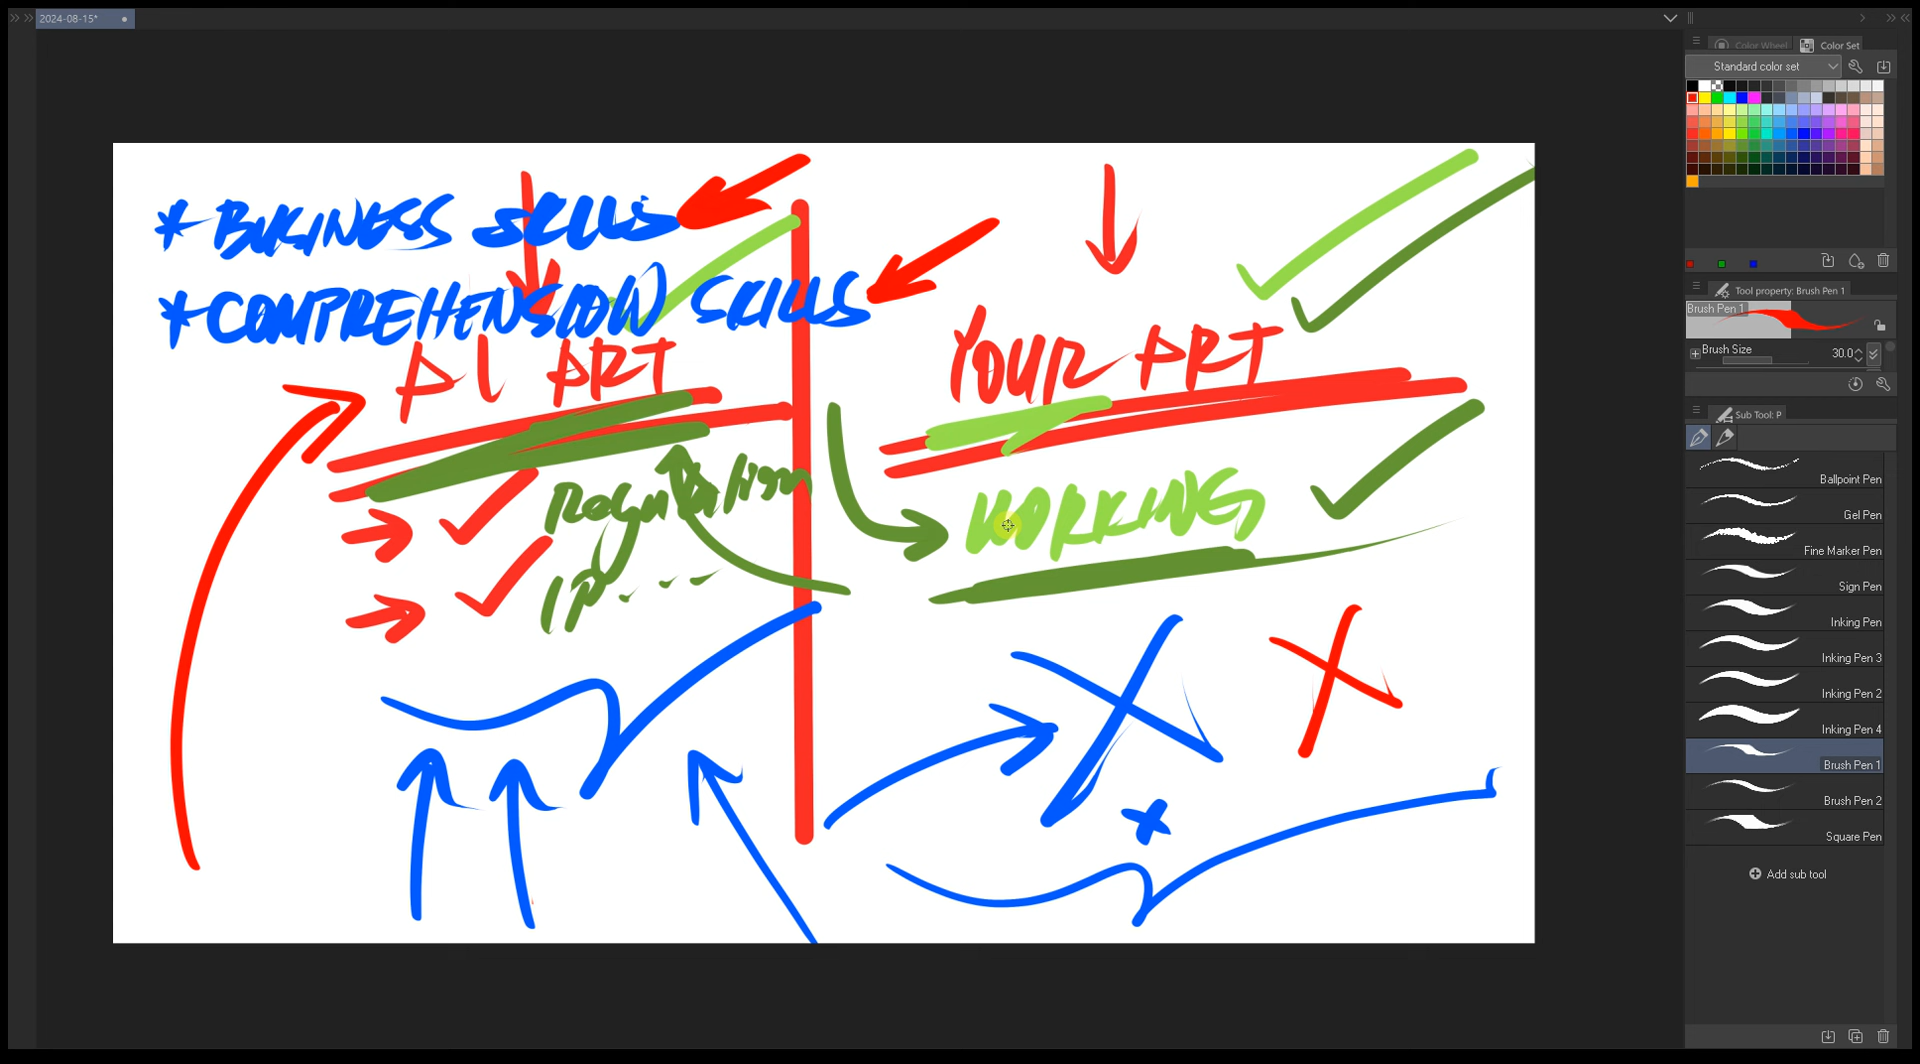 2024-08-15*
Color Wheel
Color Set
Standard color set
* BUSINESS SKILLS
* COMPREHENSION SKILLS
AI ART
YOUR ART
Regulation
IP....
WORKING
Tool property: Brush Pen 1
Brush Pen 1
Brush Size
30.0
Sub Tool: P
Ballpoint Pen
Gel Pen
Fine Marker Pen
Sign Pen
Inking Pen
Inking Pen 3
Inking Pen 2
Inking Pen 4
Brush Pen 1
Brush Pen 2
Square Pen
Add sub tool